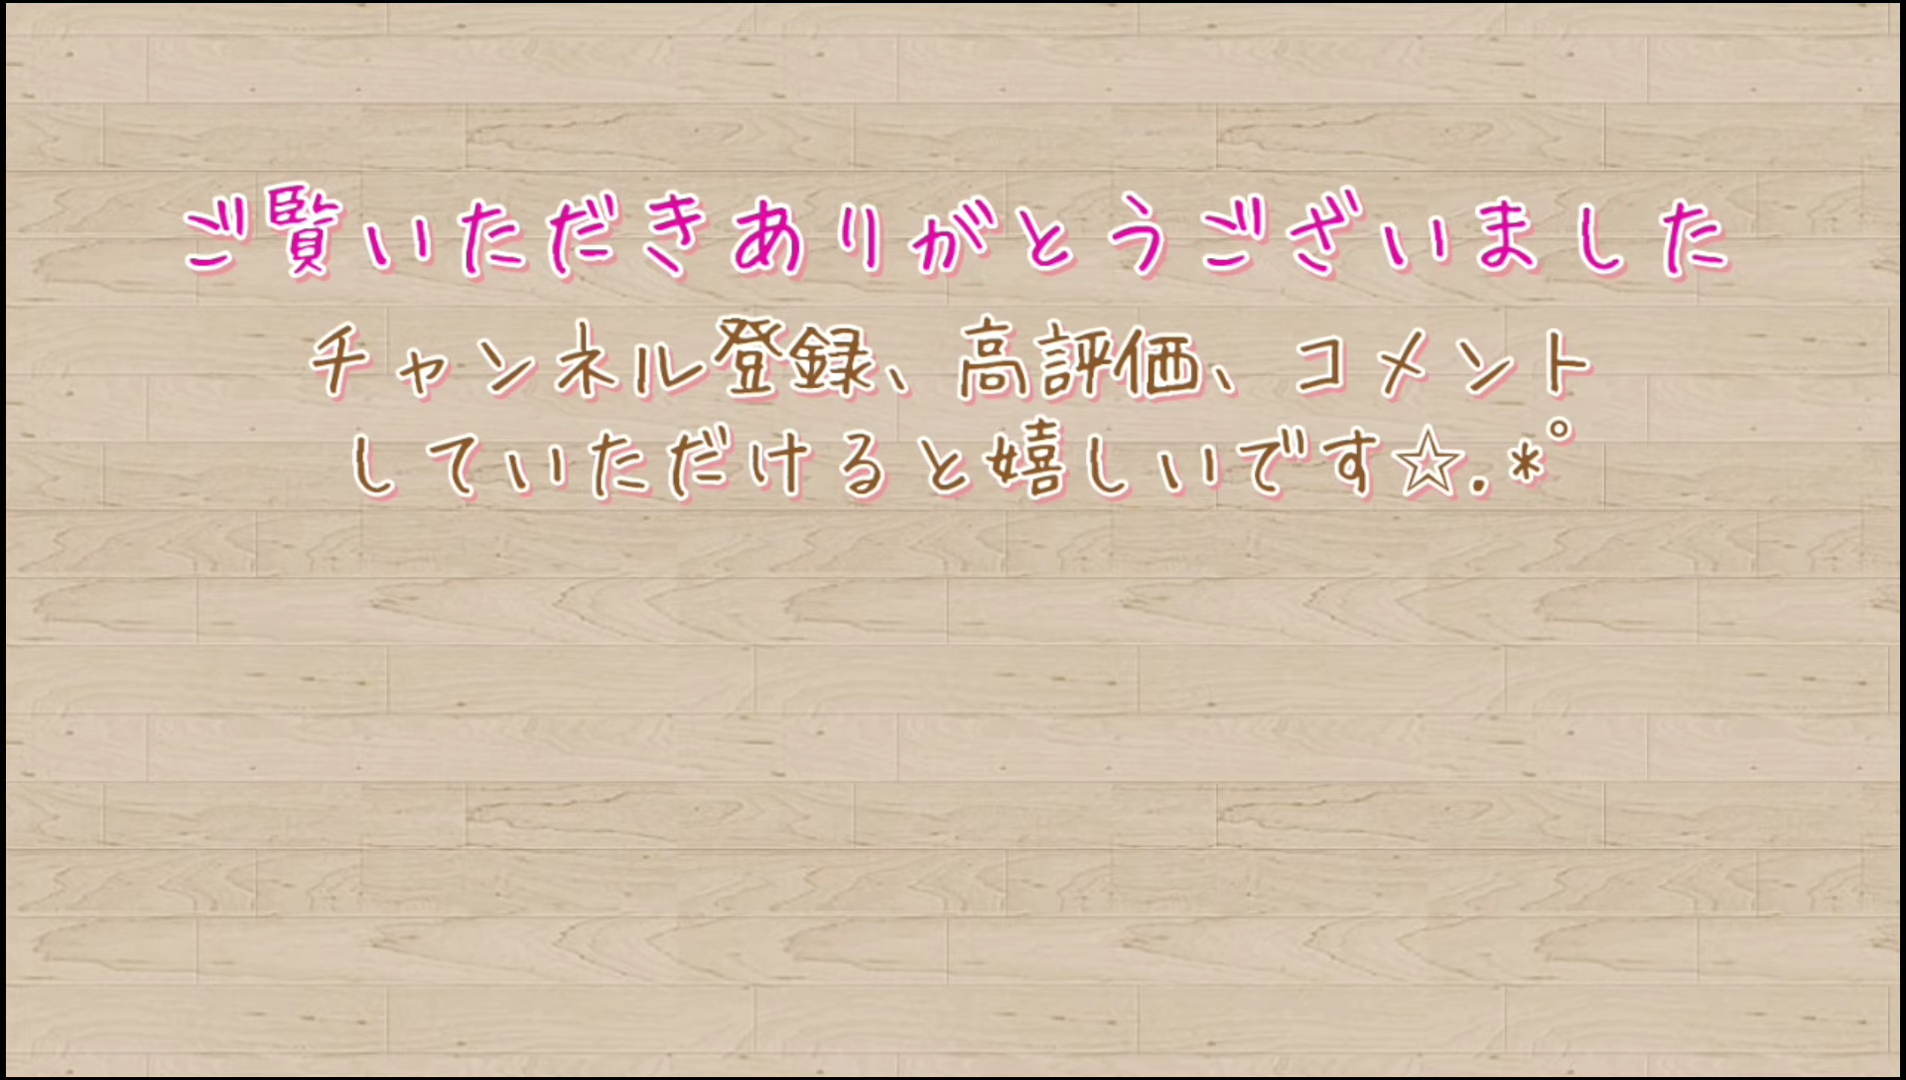 ご覧いただきありがとうございました
チャンネル登録、高評価、コメント
していただけると嬉しいです☆.*ﾟ